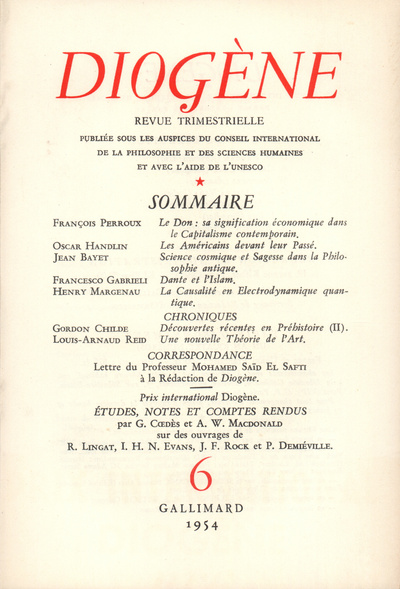 DIOGÈNE
REVUE TRIMESTRIELLE
PUBLIÉE SOUS LES AUSPICES DU CONSEIL INTERNATIONAL
DE LA PHILOSOPHIE ET DES SCIENCES HUMAINES
ET AVEC L'AIDE DE L'UNESCO
★
SOMMAIRE
FRANÇOIS PERROUX Le Don : sa signification économique dans
le Capitalisme contemporain.
OSCAR HANDLIN Les Américains devant leur Passé.
JEAN BAYET Science cosmique et Sagesse dans la Philo-
sophie antique.
FRANCESCO GABRIELI Dante et l'Islam.
HENRY MARGENAU La Causalité en Electrodynamique quan-
tique.
CHRONIQUES
GORDON CHILDE Découvertes récentes en Préhistoire (II).
LOUIS-ARNAUD REID Une nouvelle Théorie de l'Art.
CORRESPONDANCE
Lettre du Professeur MOHAMED SAÏD EL SAFTI
à la Rédaction de Diogène.
Prix international Diogène.
ÉTUDES, NOTES ET COMPTES RENDUS
par G. CŒDÈS et A. W. MACDONALD
sur des ouvrages de
R. LINGAT, I. H. N. EVANS, J. F. ROCK et P. DEMIÉVILLE.
6
GALLIMARD
1954